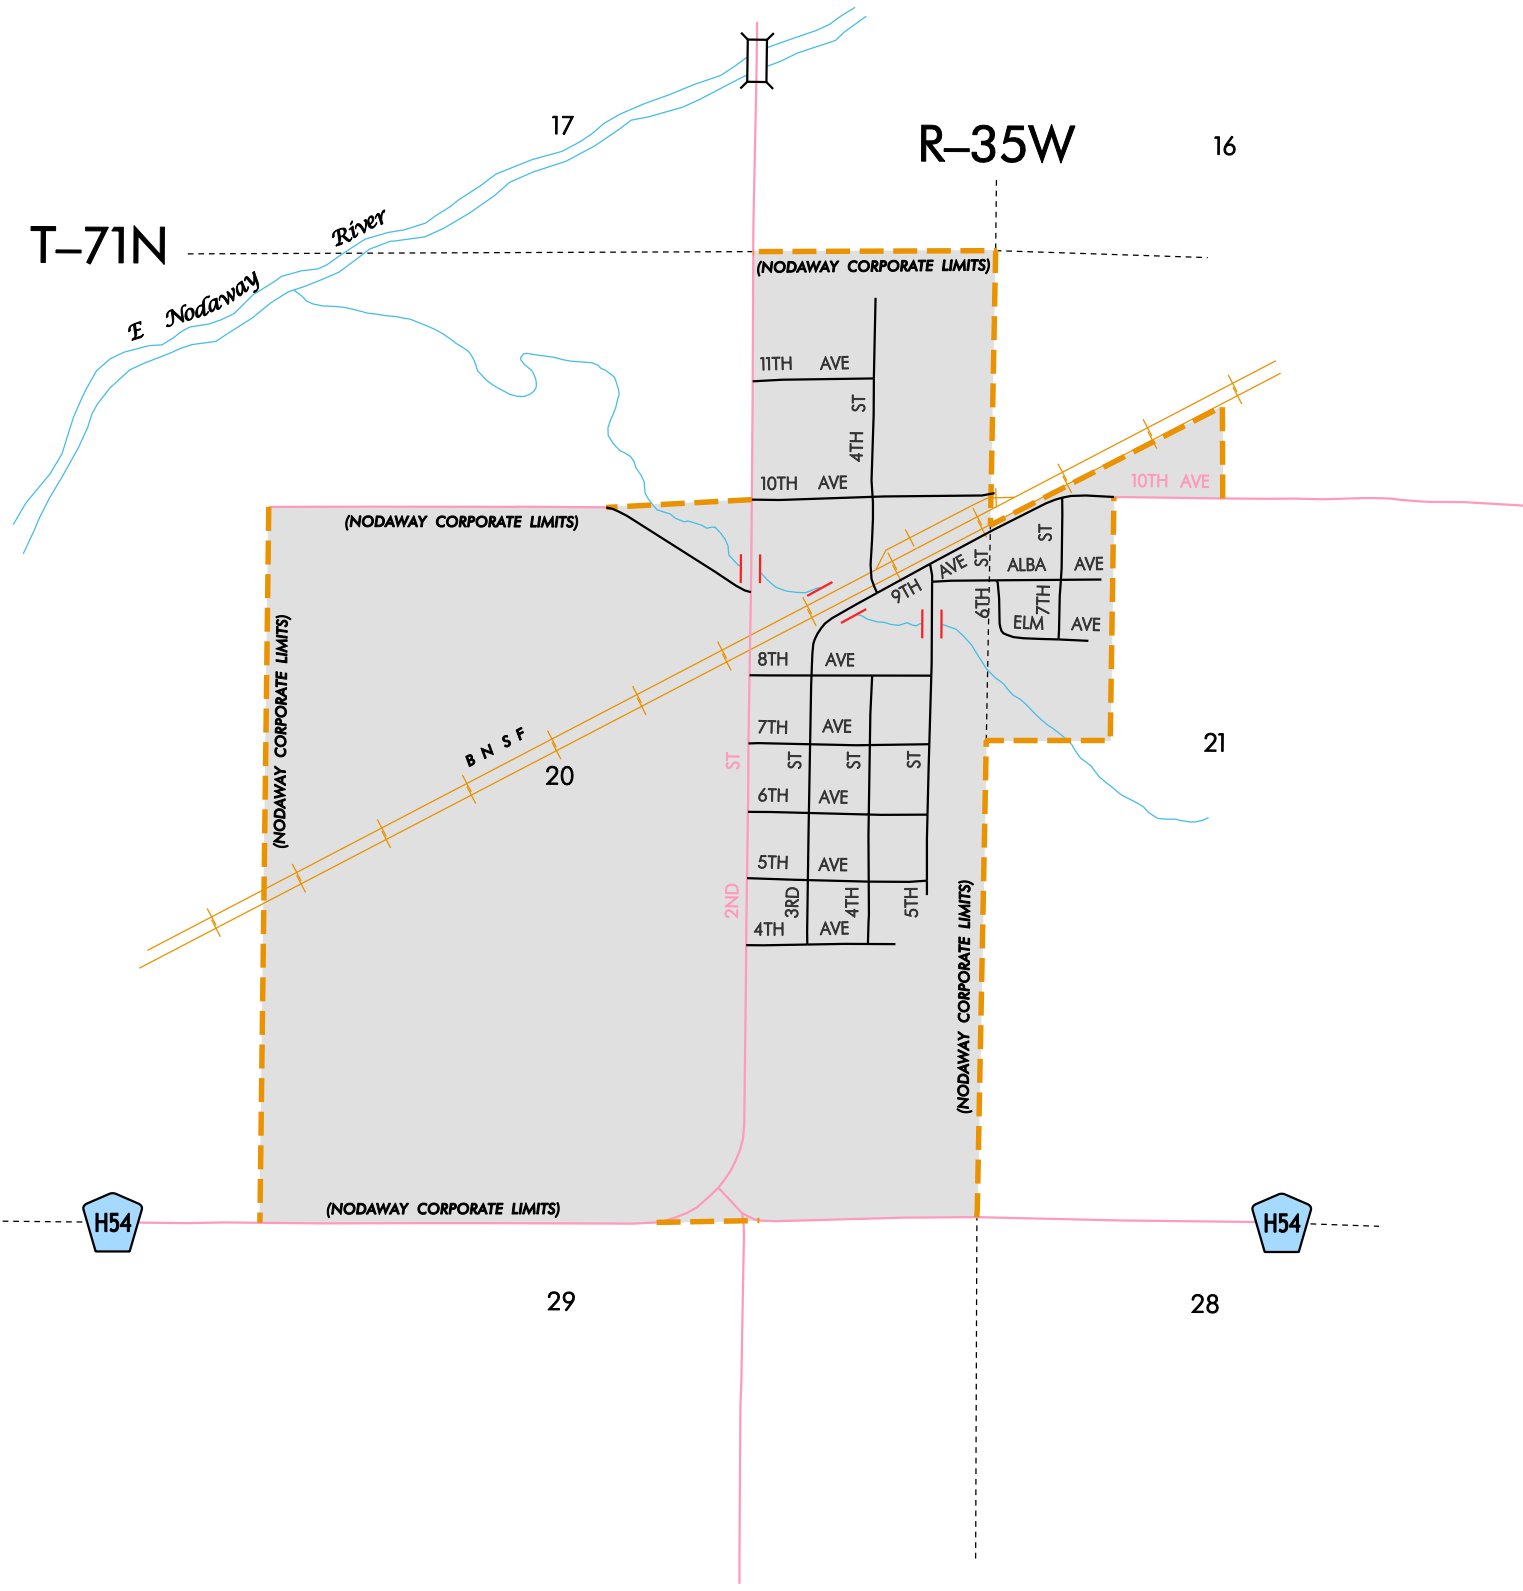 17
R–35W
16
T–71N
E Nodaway River
(NODAWAY CORPORATE LIMITS)
11TH AVE
4TH ST
10TH AVE
10TH AVE
(NODAWAY CORPORATE LIMITS)
9TH AVE
6TH ST
7TH ST
ALBA AVE
ELM AVE
(NODAWAY CORPORATE LIMITS)
8TH AVE
7TH AVE
B N S F
20
21
2ND ST
3RD ST
4TH ST
5TH ST
6TH AVE
5TH AVE
4TH AVE
(NODAWAY CORPORATE LIMITS)
(NODAWAY CORPORATE LIMITS)
H54
H54
29
28